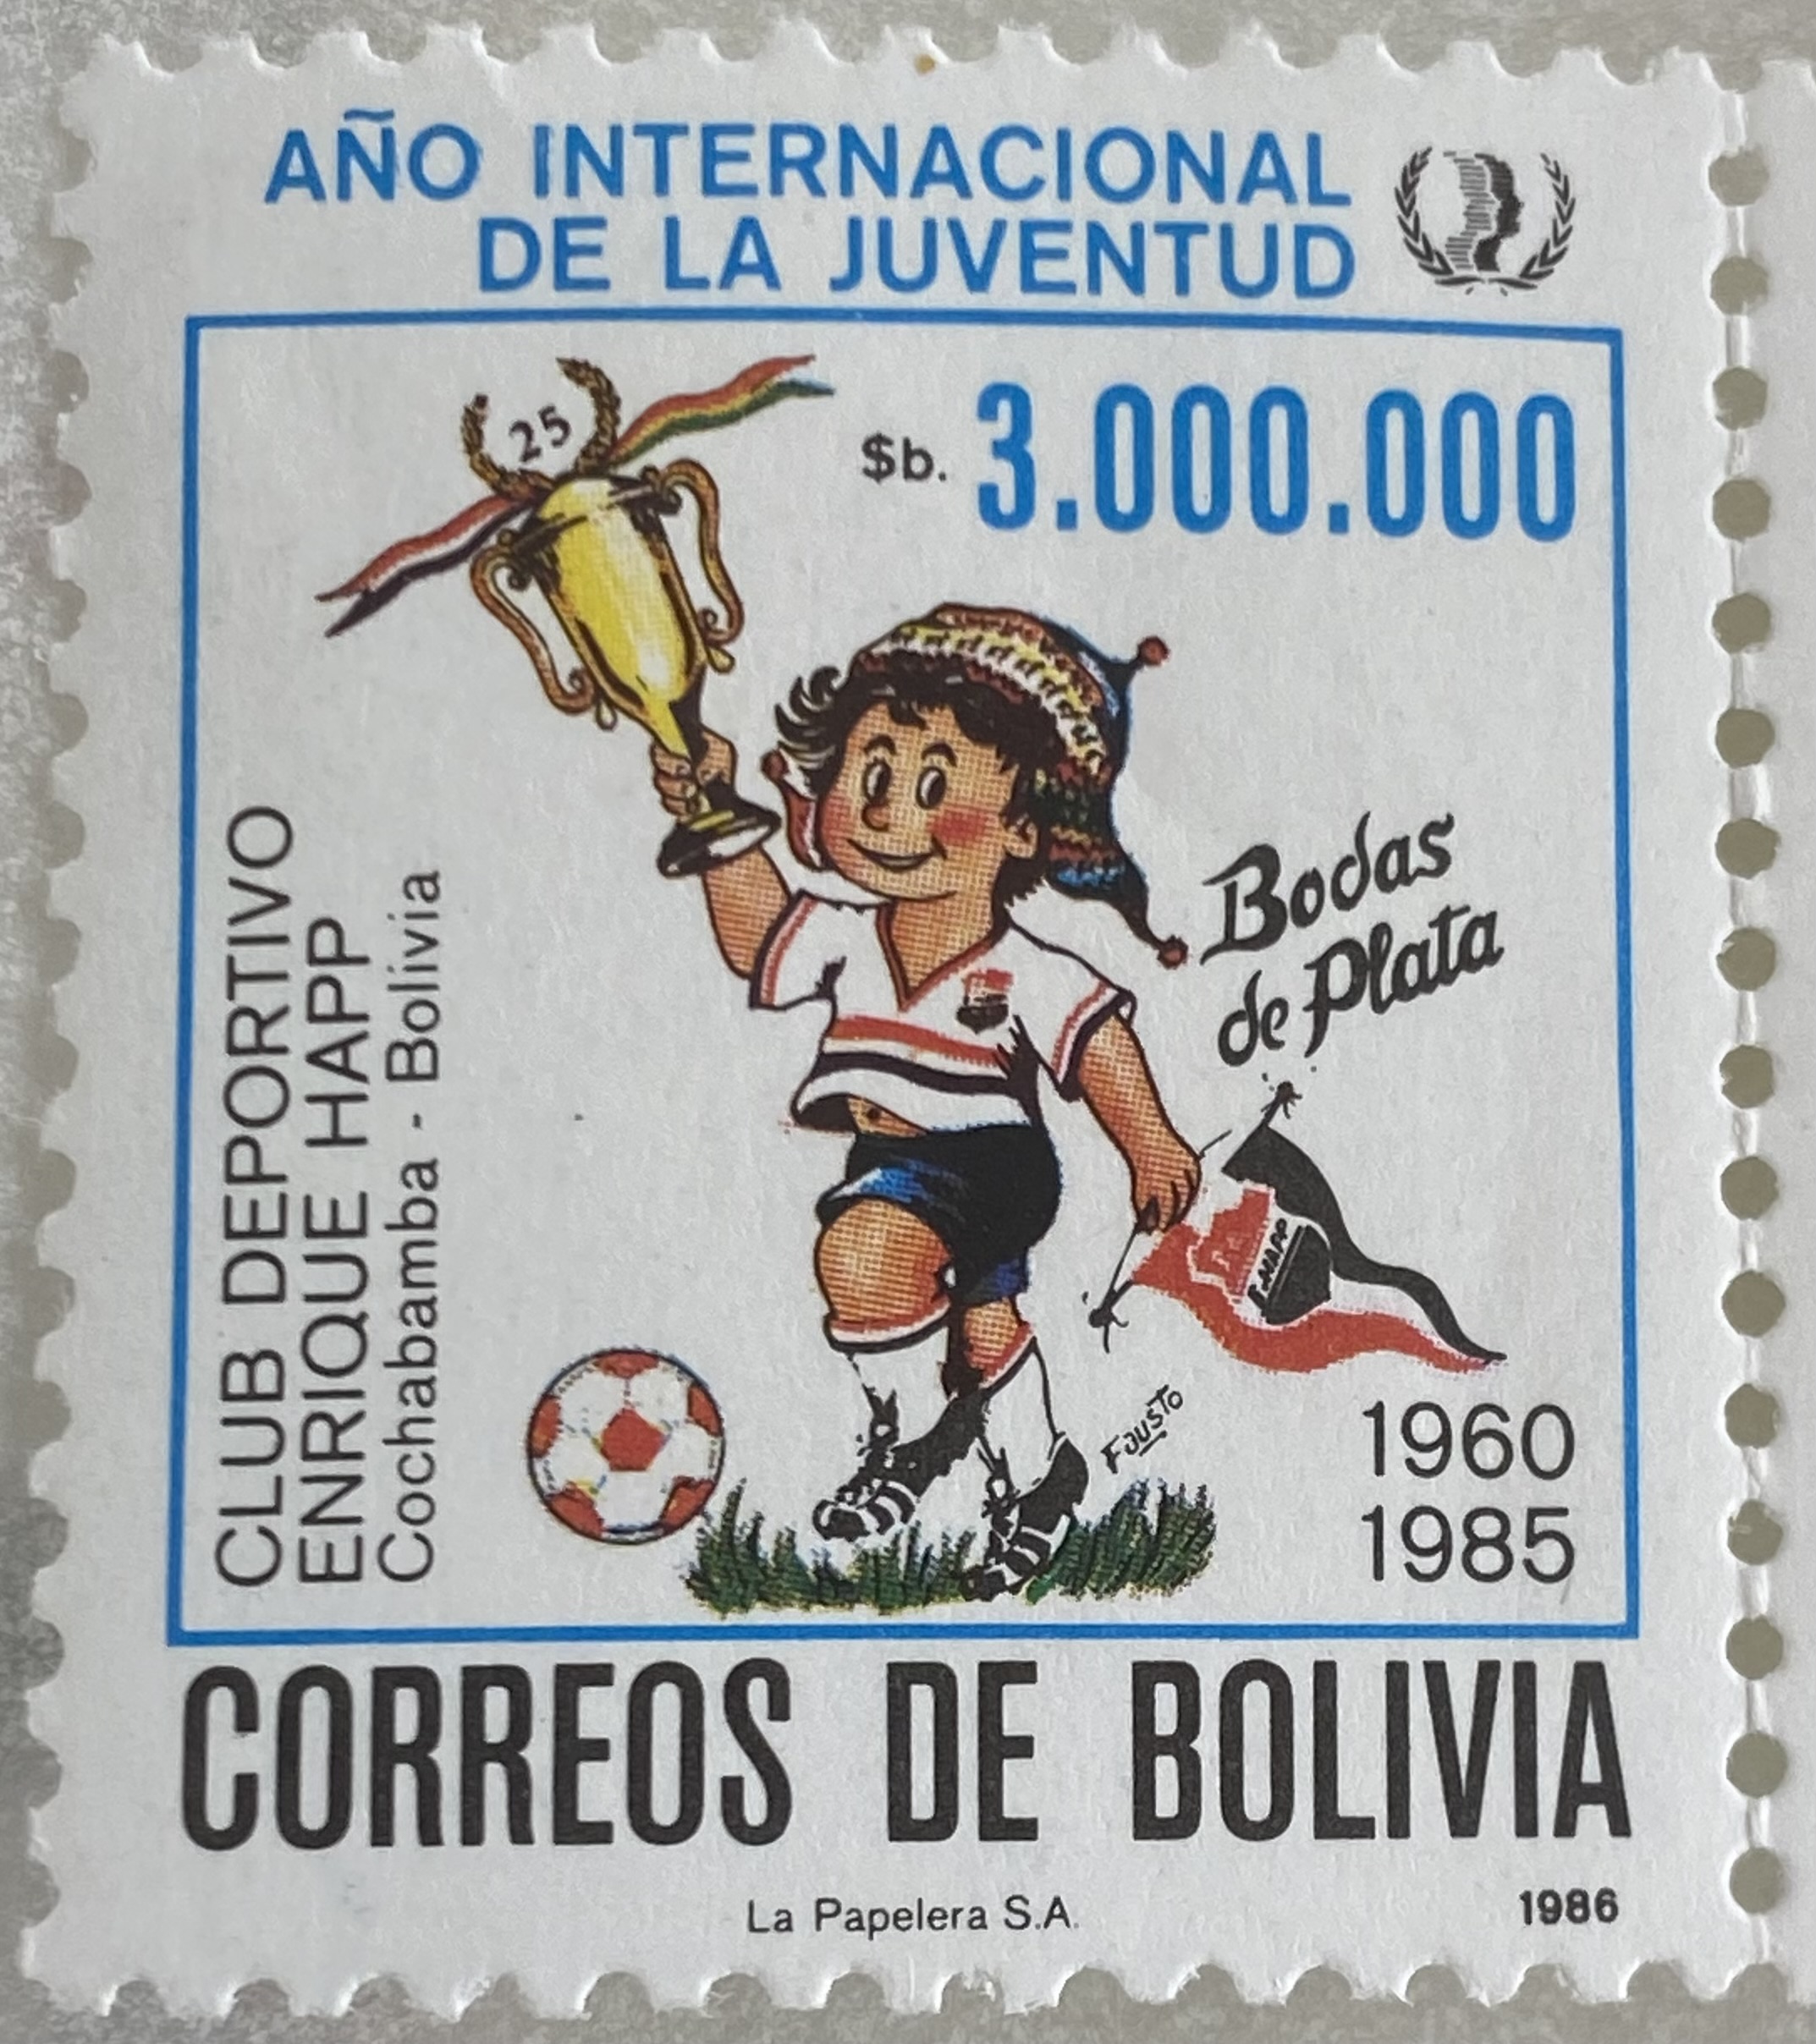 AÑO INTERNACIONAL
DE LA JUVENTUD
25
$b. 3.000.000
CLUB DEPORTIVO
ENRIQUE HAPP
Cochabamba - Bolivia
Bodas
de Plata
E.HAPP
FAUSTO
1960
1985
CORREOS DE BOLIVIA
La Papelera S.A.
1986